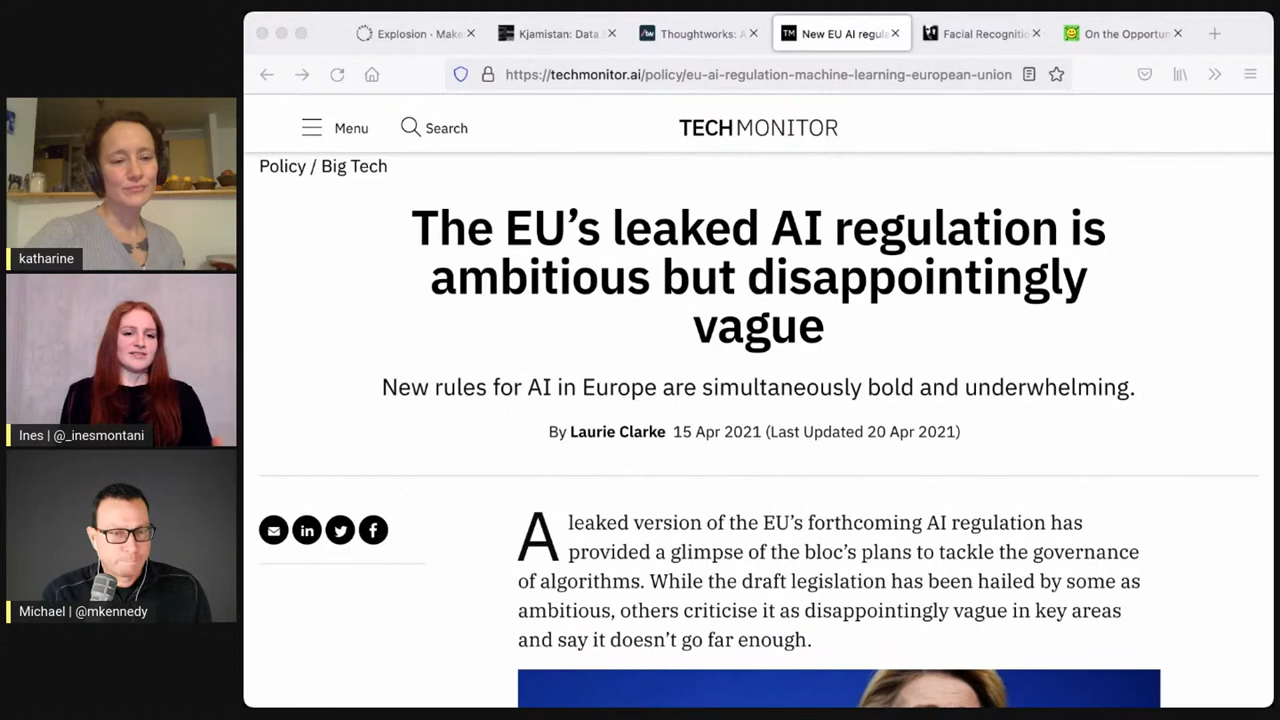 Explosion · Make
Kjamistan: Data
Thoughtworks: A
TM
New EU AI regula
Facial Recognitio
On the Opportun
https://techmonitor.ai/policy/eu-ai-regulation-machine-learning-european-union
Menu
Search
TECHMONITOR
Policy / Big Tech
The EU’s leaked AI regulation is
ambitious but disappointingly
vague
New rules for AI in Europe are simultaneously bold and underwhelming.
By Laurie Clarke 15 Apr 2021 (Last Updated 20 Apr 2021)
A leaked version of the EU’s forthcoming AI regulation has
provided a glimpse of the bloc’s plans to tackle the governance
of algorithms. While the draft legislation has been hailed by some as
ambitious, others criticise it as disappointingly vague in key areas
and say it doesn’t go far enough.
katharine
Ines | @_inesmontani
Michael | @mkennedy